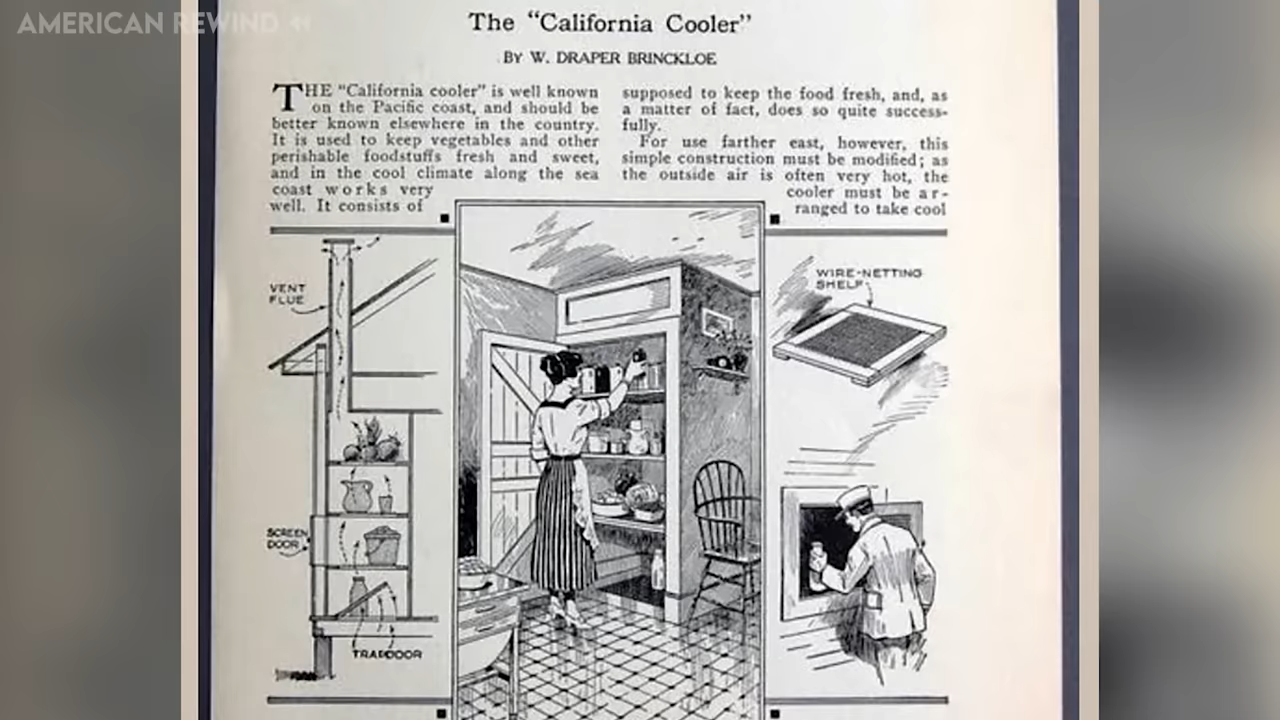 AMERICAN REWIND
The "California Cooler"
BY W. DRAPER BRINCKLOE
THE "California cooler" is well known
on the Pacific coast, and should be
better known elsewhere in the country.
It is used to keep vegetables and other
perishable foodstuffs fresh and sweet,
and in the cool climate along the sea
coast works very
well. It consists of
supposed to keep the food fresh, and, as
a matter of fact, does so quite success-
fully.
For use farther east, however, this
simple construction must be modified; as
the outside air is often very hot, the
cooler must be ar-
ranged to take cool
VENT
FLUE
SCREEN
DOOR
TRAPDOOR
WIRE-NETTING
SHELF